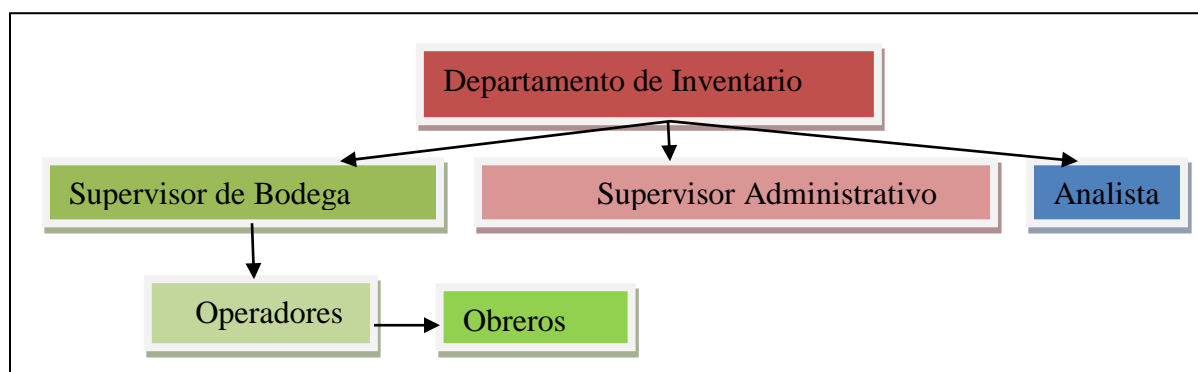 Departamento de Inventario
Supervisor de Bodega
Supervisor Administrativo
Analista
Operadores
Obreros